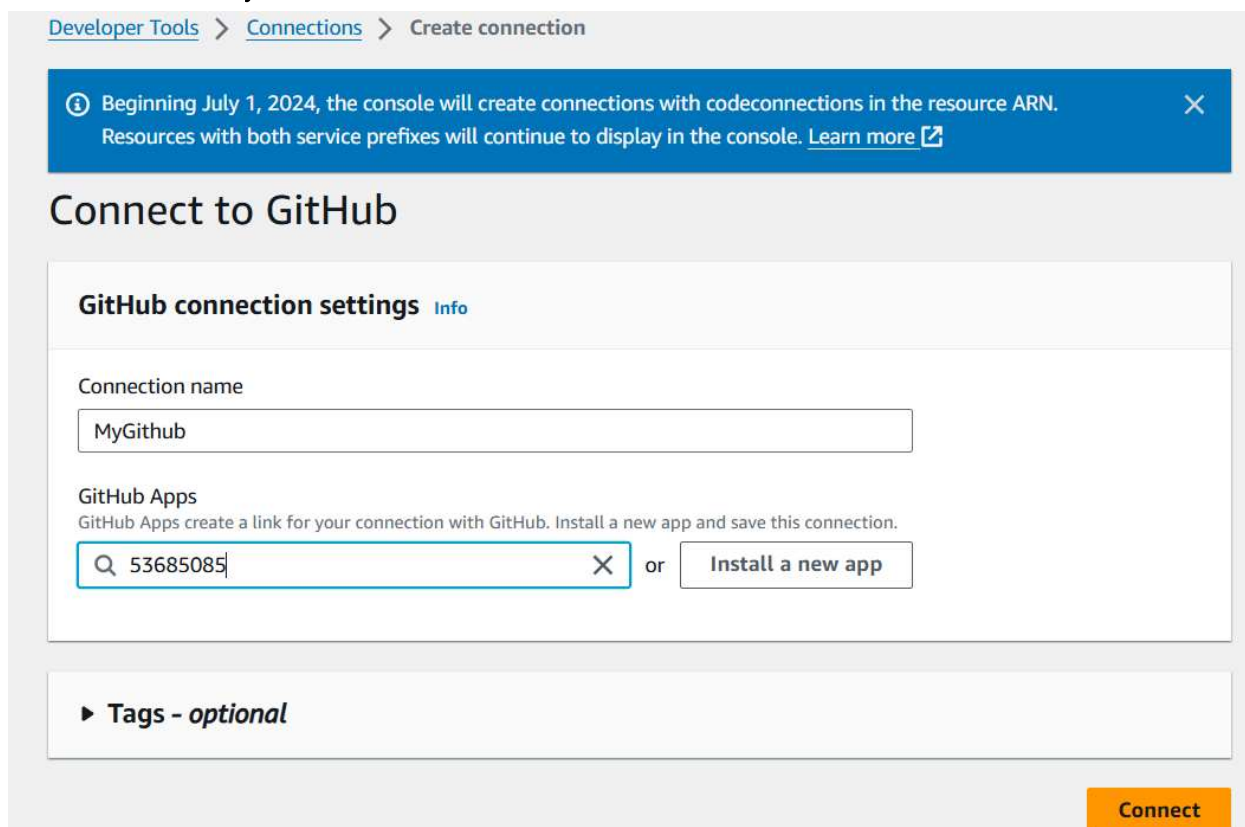 Developer Tools > Connections > Create connection
Beginning July 1, 2024, the console will create connections with codeconnections in the resource ARN.
Resources with both service prefixes will continue to display in the console. Learn more
Connect to GitHub
GitHub connection settings Info
Connection name
MyGithub
GitHub Apps
GitHub Apps create a link for your connection with GitHub. Install a new app and save this connection.
53685085 or Install a new app
Tags - optional
Connect